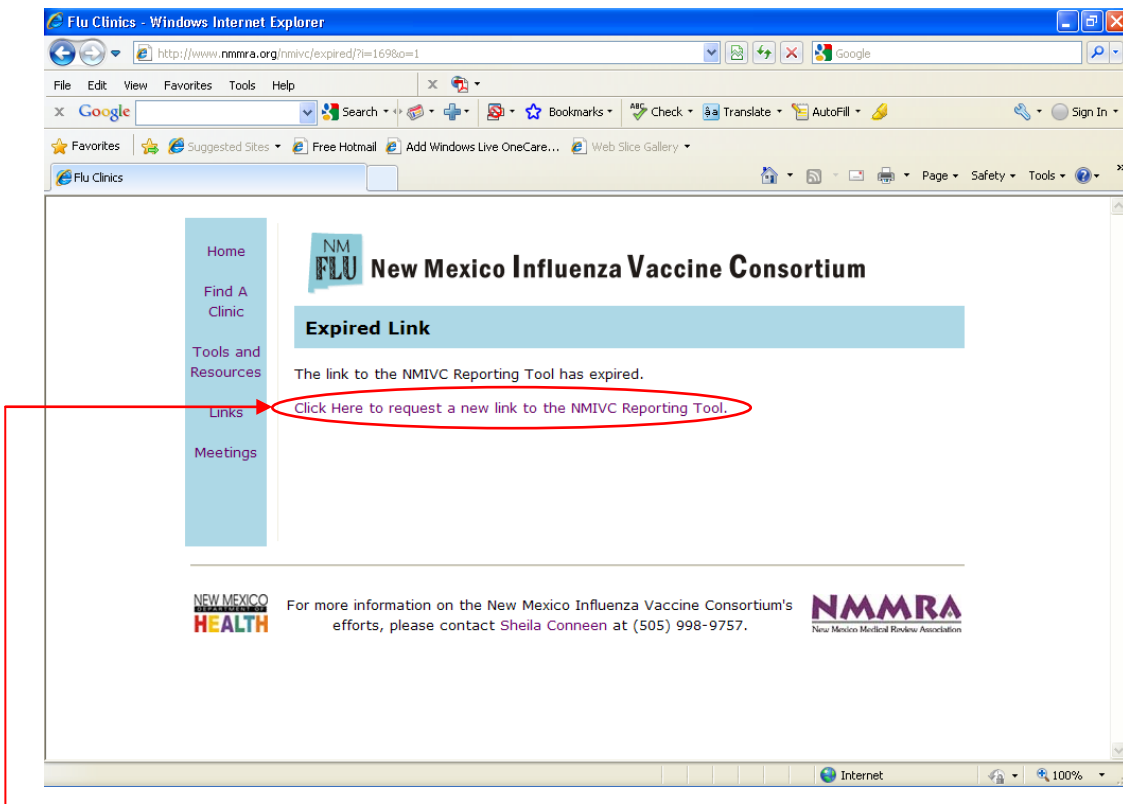 Flu Clinics - Windows Internet Explorer
http://www.nmmra.org/nmivc/expired/?i=169&o=1
Google
File Edit View Favorites Tools Help
x
x Google Search Bookmarks ABC Check Translate AutoFill Sign In
Favorites Suggested Sites Free Hotmail Add Windows Live OneCare... Web Slice Gallery
Flu Clinics Page Safety Tools
Home
Find A
Clinic
Tools and
Resources
Links
Meetings
NM
FLU
New Mexico Influenza Vaccine Consortium
Expired Link
The link to the NMIVC Reporting Tool has expired.
Click Here to request a new link to the NMIVC Reporting Tool.
NEW MEXICO
DEPARTMENT OF
HEALTH
For more information on the New Mexico Influenza Vaccine Consortium's
efforts, please contact Sheila Conneen at (505) 998-9757.
NMMRA
New Mexico Medical Review Association
Internet 100%